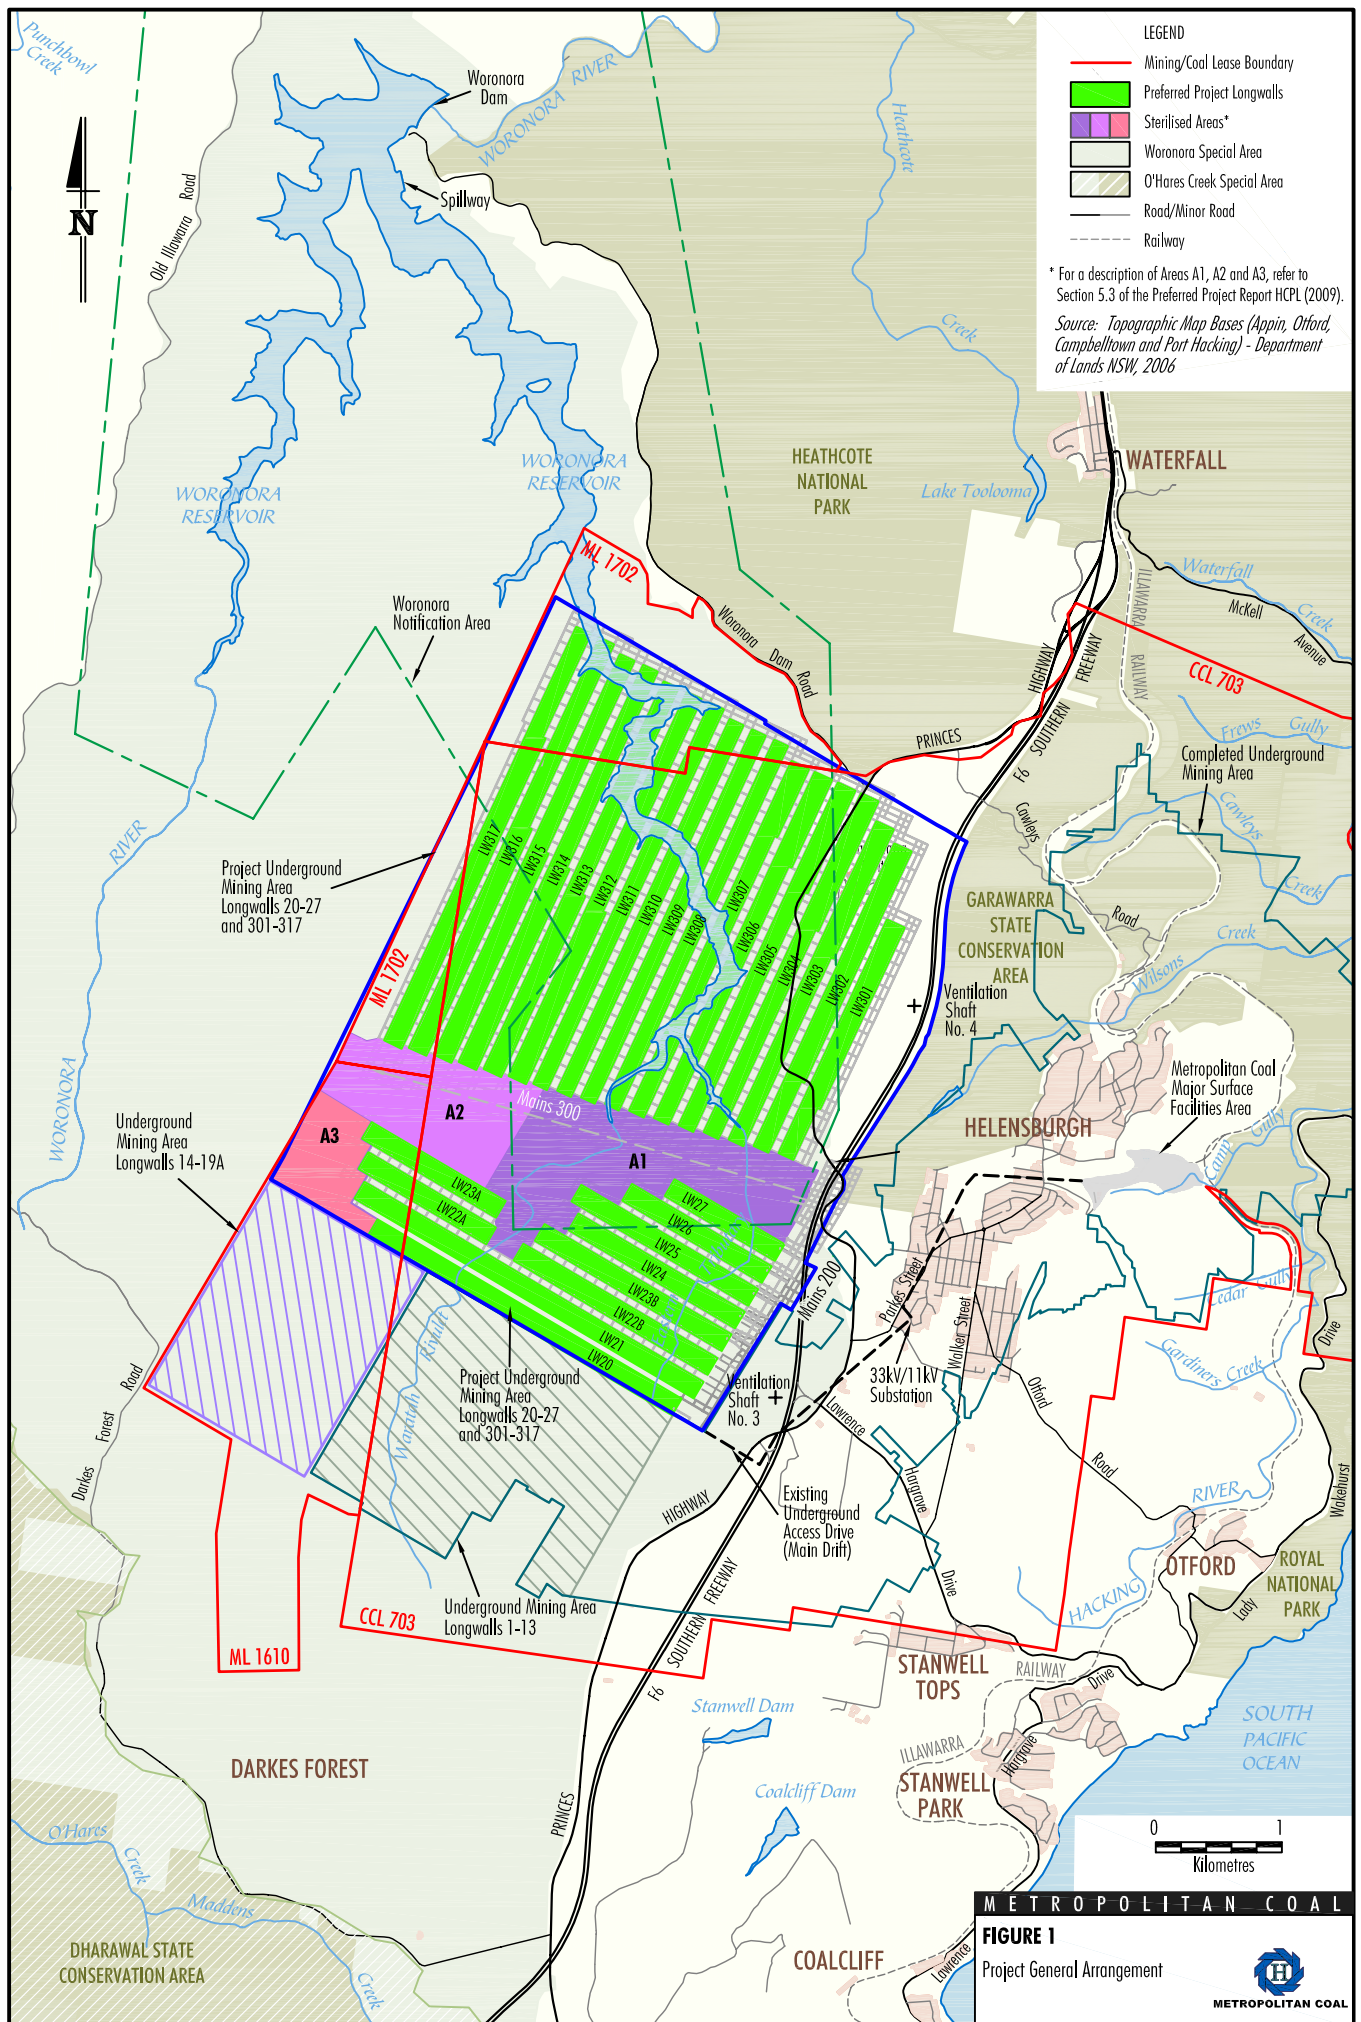 Punchbowl
Creek
Woronora
Dam
WORONORA RIVER
Spillway
Old Illawarra Road
N
Heathcote
Creek
LEGEND
Mining/Coal Lease Boundary
Preferred Project Longwalls
Sterilised Areas*
Woronora Special Area
O'Hares Creek Special Area
Road/Minor Road
Railway
* For a description of Areas A1, A2 and A3, refer to
Section 5.3 of the Preferred Project Report HCPL (2009).
Source: Topographic Map Bases (Appin, Otford,
Campbelltown and Port Hacking) - Department
of Lands NSW, 2006
WORONORA
RESERVOIR
WORONORA
RESERVOIR
HEATHCOTE
NATIONAL
PARK
Lake Toolooma
WATERFALL
ML 1702
Woronora
Notification Area
Woronora Dam Road
ILLAWARRA RAILWAY
RAILWAY
Waterfall
Creek
McKell
Avenue
HIGHWAY
FREEWAY
CCL 703
PRINCES
SOUTHERN
F6
Frews Gully
Completed Underground
Mining Area
Cawleys
Creek
Cawleys
Road
RIVER
Project Underground
Mining Area
Longwalls 20-27
and 301-317
LW317
LW316
LW315
LW314
LW313
LW312
LW311
LW310
LW309
LW308
LW307
LW306
LW305
LW304
LW303
LW302
LW301
GARAWARRA
STATE
CONSERVATION
AREA
Creek
Wilsons
ML 1702
Ventilation
Shaft
No. 4
WORONORA
Metropolitan Coal
Major Surface
Facilities Area
Mains 300
A2
A3
A1
HELENSBURGH
Camp Gully
Underground
Mining Area
Longwalls 14-19A
LW23A
LW22A
LW27
LW26
LW25
LW24
LW23B
LW22B
LW21
LW20
Mains 200
Parkes Street
Walker Street
Cedar Gully
Gardiners Creek
Drive
Waratah Rivulet
Project Underground
Mining Area
Longwalls 20-27
and 301-317
Ventilation
Shaft
No. 3
33kV/11kV
Substation
Lawrence
Hargrave
Drive
Otford
Road
Darkes Forest Road
HIGHWAY
Existing
Underground
Access Drive
(Main Drift)
RIVER
HACKING
Wakehurst
OTFORD
ROYAL
NATIONAL
PARK
Lady
Underground Mining Area
Longwalls 1-13
CCL 703
ML 1610
F6 SOUTHERN FREEWAY
STANWELL
TOPS
RAILWAY
Drive
Stanwell Dam
SOUTH
PACIFIC
OCEAN
ILLAWARRA
Hargrave
DARKES FOREST
STANWELL
PARK
Coalcliff Dam
PRINCES
O'Hares
Creek
Maddens
Creek
0 1
Kilometres
DHARAWAL STATE
CONSERVATION AREA
COALCLIFF
Lawrence
METROPOLITAN COAL
FIGURE 1
Project General Arrangement
H
METROPOLITAN COAL